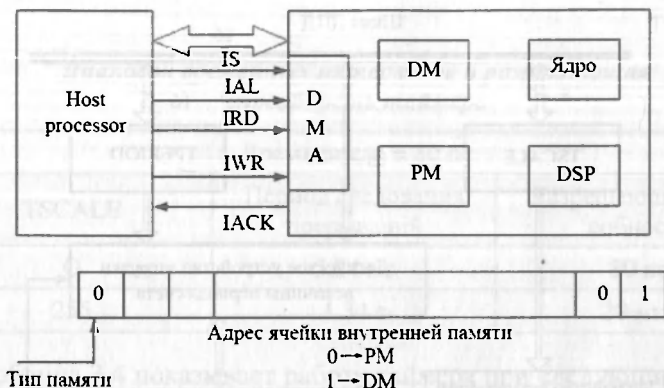 IS
IAL
IRD
IWR
IACK
Host
processor
D
M
A
DM
Ядро
PM
DSP
0
0 1
Адрес ячейки внутренней памяти
0→PM
1→DM
Тип памяти